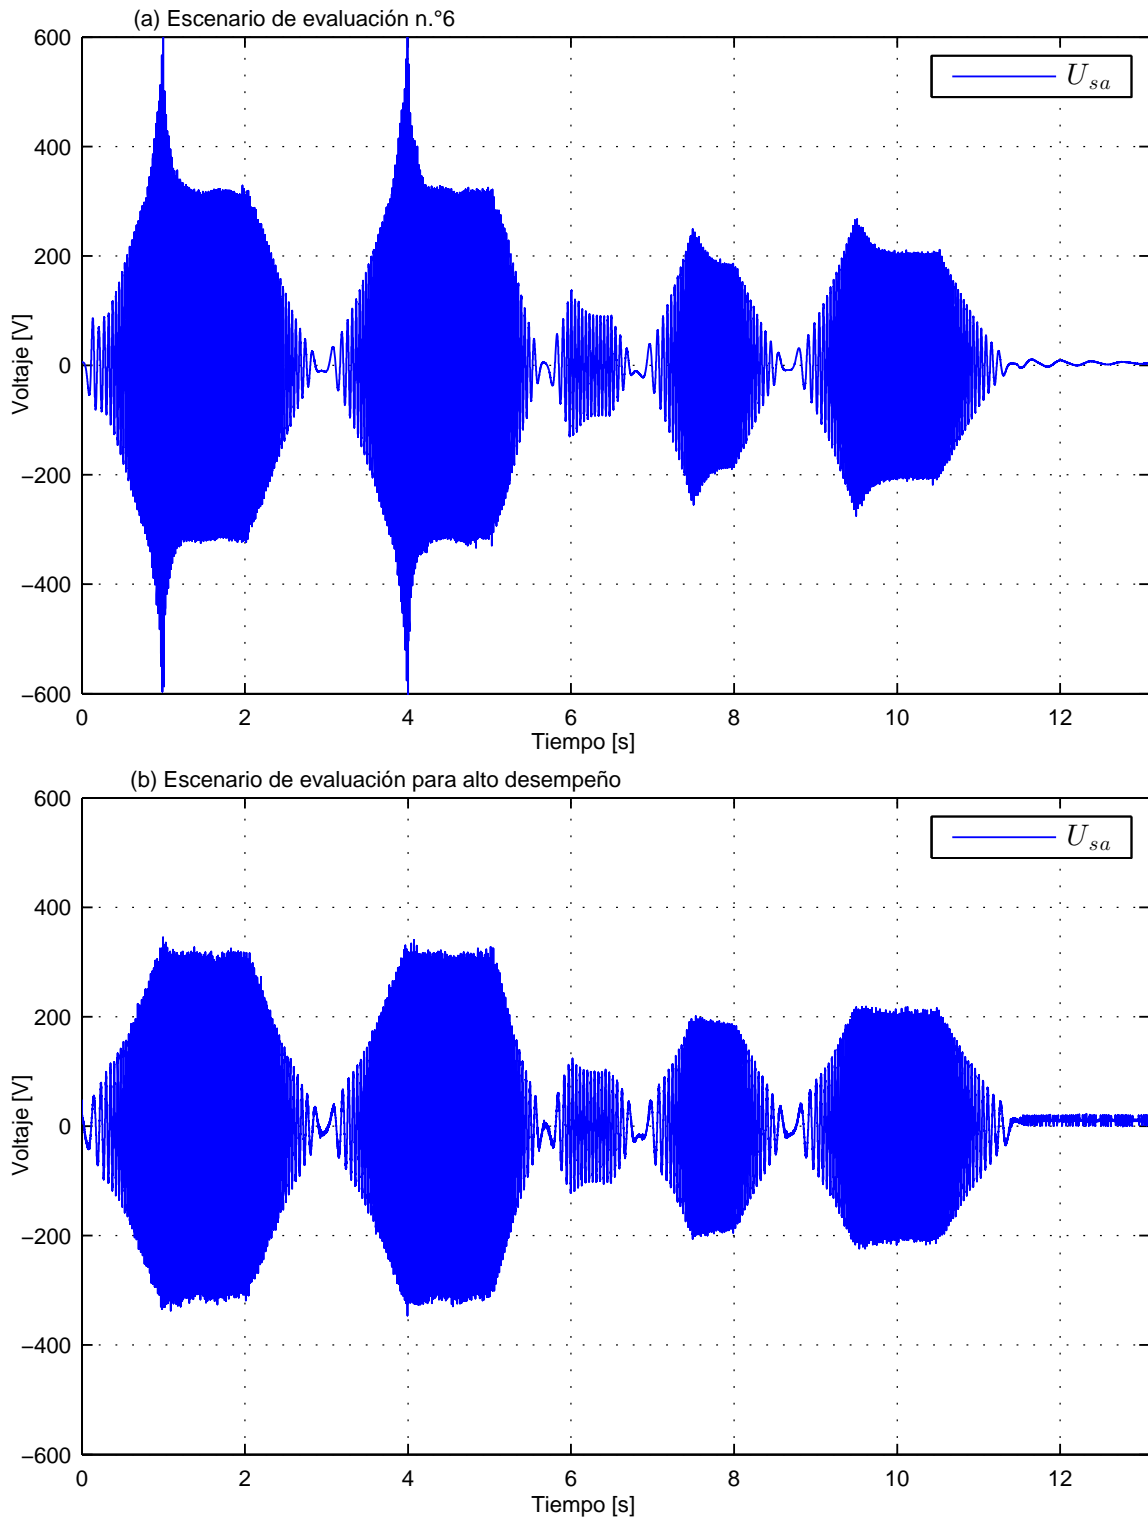 (a) Escenario de evaluación n.°6
600
400
200
0
−200
−400
−600
Voltaje [V]
U_sa
0 2 4 6 8 10 12
Tiempo [s]
(b) Escenario de evaluación para alto desempeño
600
400
200
0
−200
−400
−600
Voltaje [V]
U_sa
0 2 4 6 8 10 12
Tiempo [s]